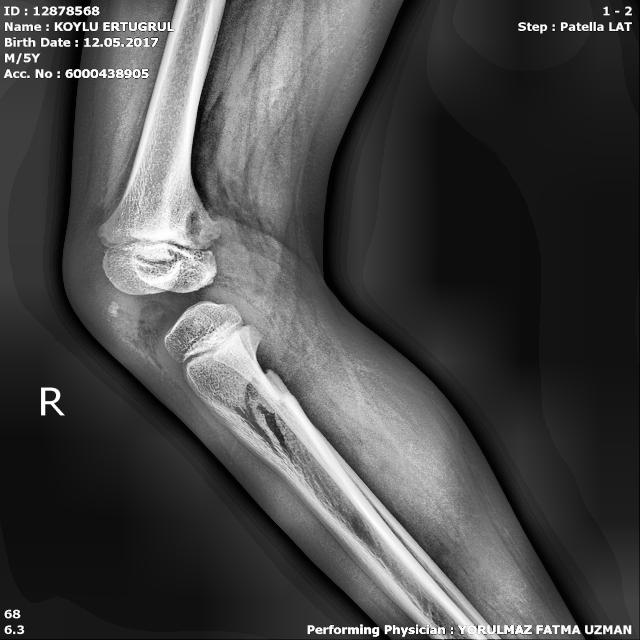 ID : 12878568
Name : KOYLU ERTUGRUL
Birth Date : 12.05.2017
M/5Y
Acc. No : 6000438905
1 - 2
Step : Patella LAT
R
68
6.3
Performing Physician : YORULMAZ FATMA UZMAN